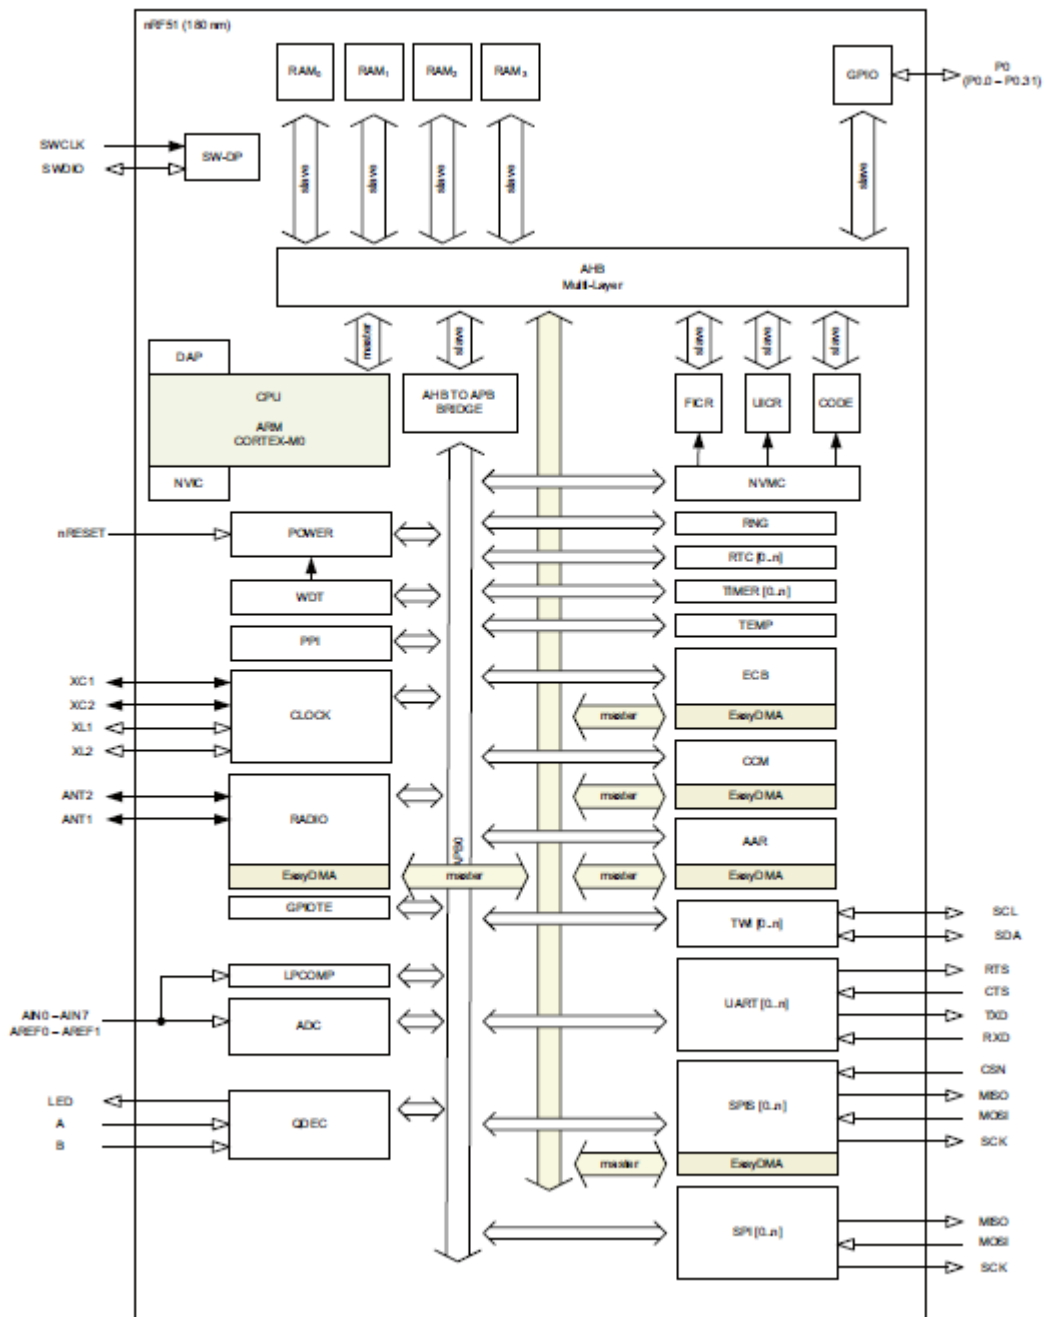 nRF51 (180 nm)
RAM0 RAM1 RAM2 RAM3 GPIO
P0
(P0.0 – P0.31)
SWCLK
SWDIO
SW-DP
slave slave slave slave slave
AHB
Multi-Layer
master slave slave slave slave
DAP
CPU
ARM
CORTEX-M0
NVIC
AHB TO APB
BRIDGE
FICR UICR CODE
NVMC
nRESET
POWER
RNG
RTC [0..n]
WDT
TIMER [0..n]
PPI
TEMP
XC1
XC2
XL1
XL2
CLOCK
ECB
master
EasyDMA
CCM
master
EasyDMA
ANT2
ANT1
RADIO
EasyDMA
APB0
master
AAR
master
EasyDMA
GPIOTE
TWI [0..n]
SCL
SDA
LPCOMP
AIN0 – AIN7
AREF0 – AREF1
ADC
UART [0..n]
RTS
CTS
TXD
RXD
LED
A
B
QDEC
SPIS [0..n]
CSN
MISO
MOSI
SCK
master
EasyDMA
SPI [0..n]
MISO
MOSI
SCK